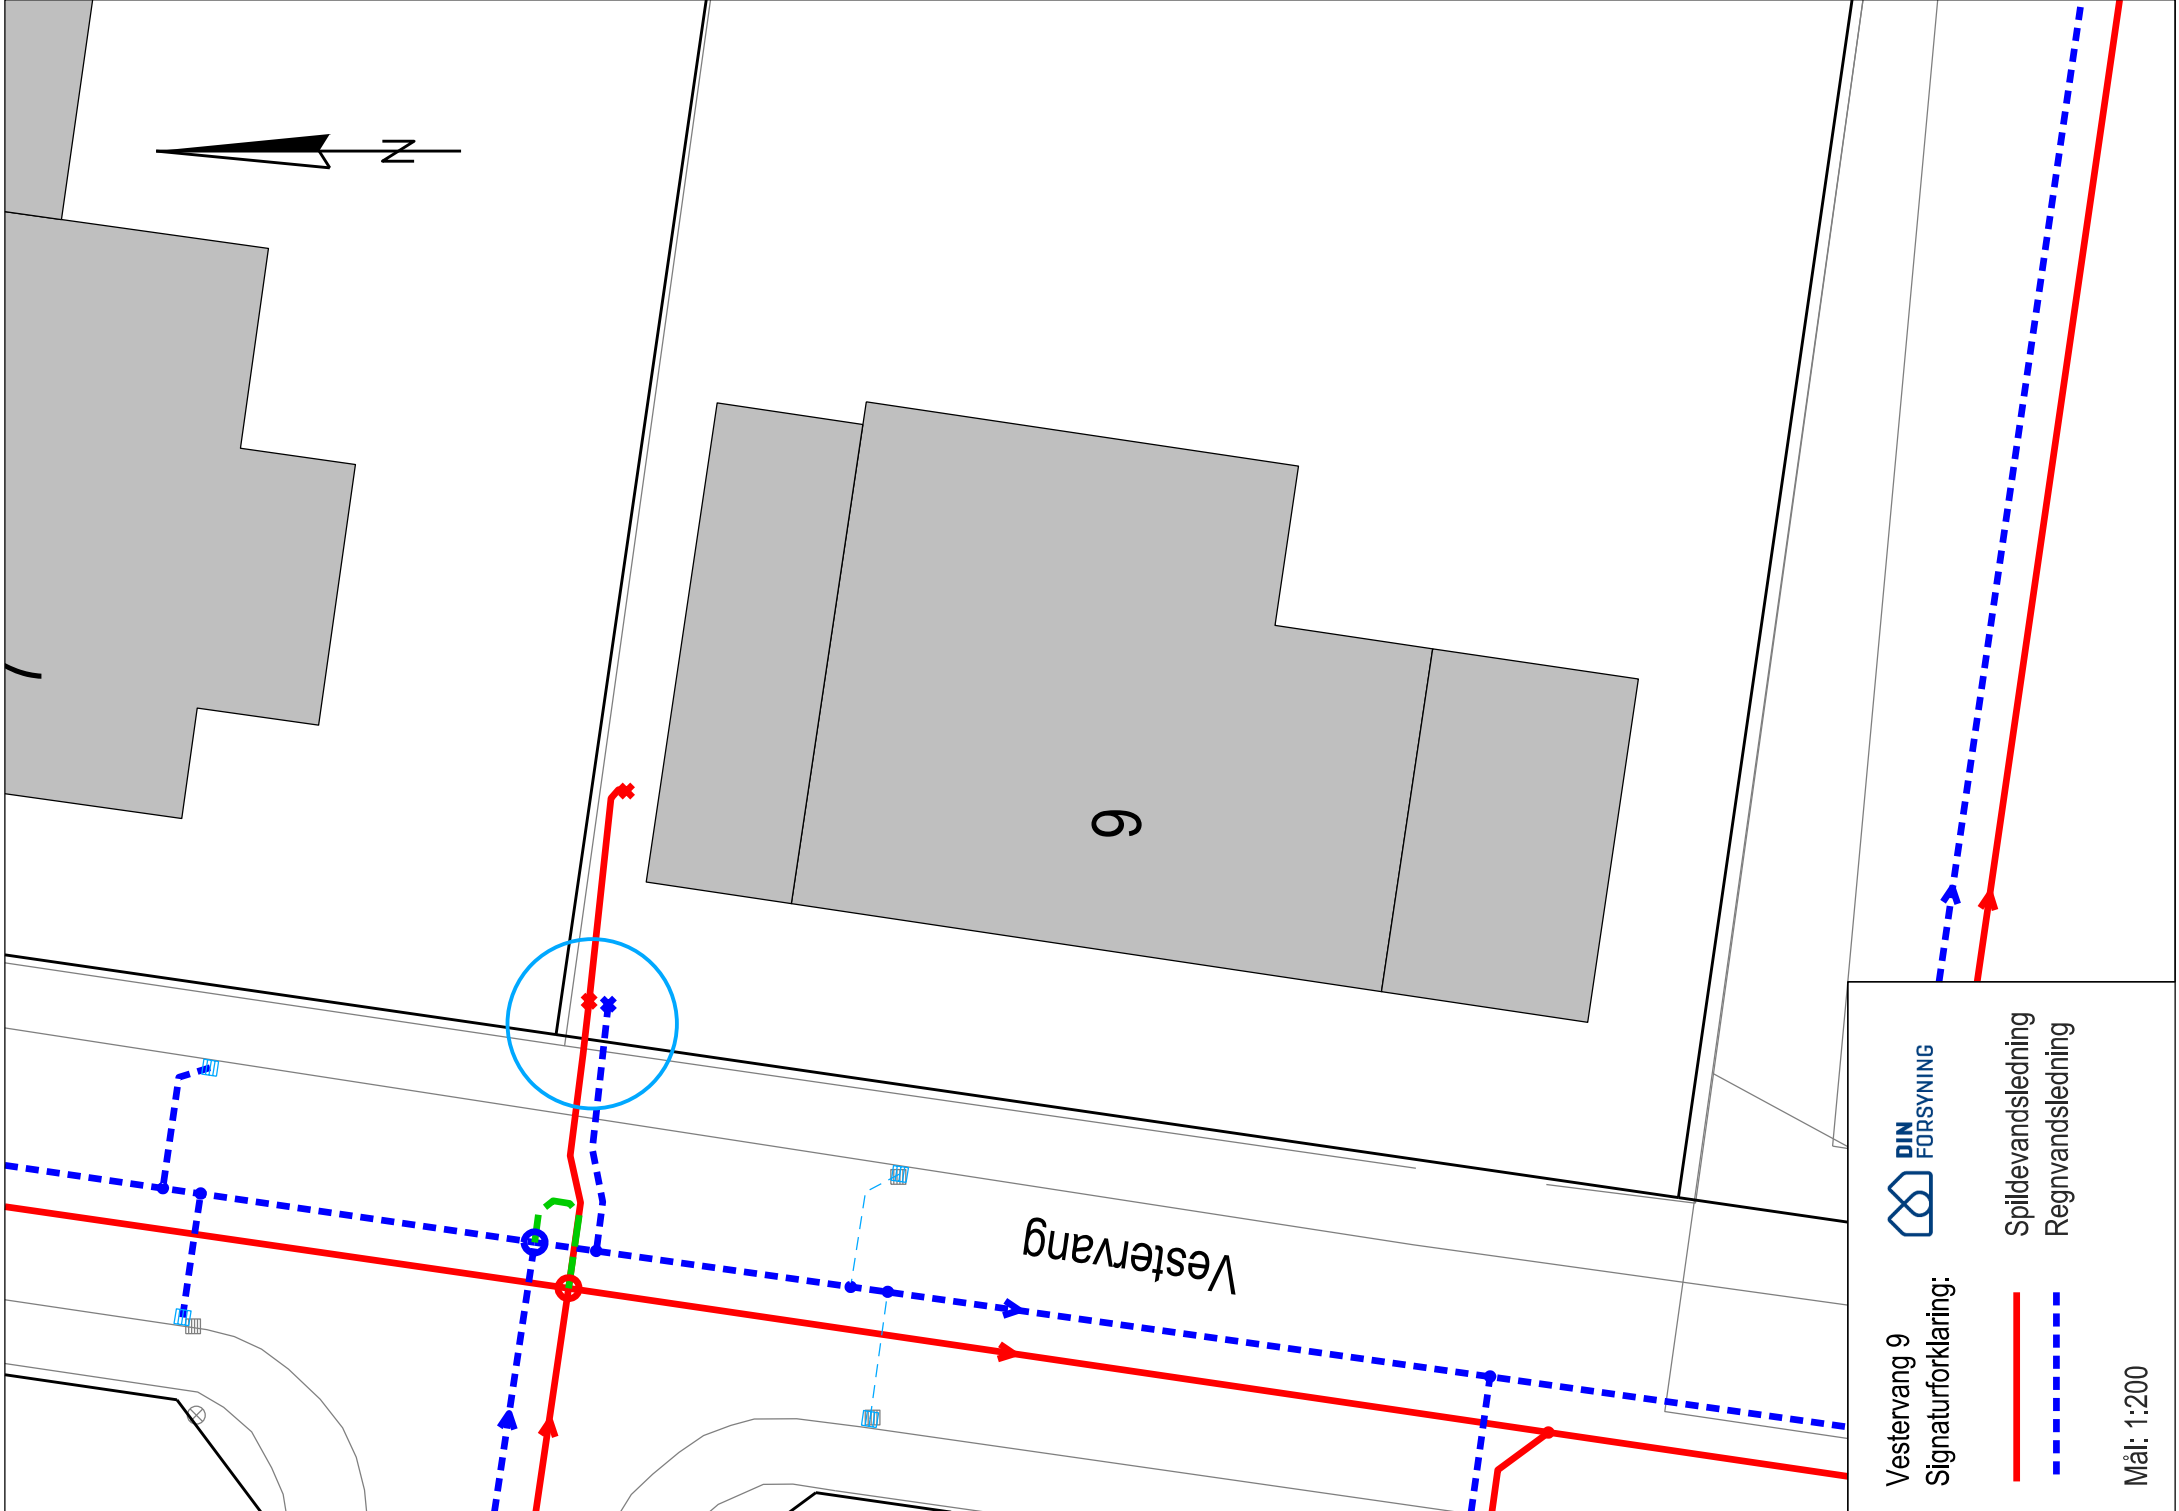 N
9
Vestervang
Vestervang 9
Signaturforklaring:
DIN
FORSYNING
Spildevandsledning
Regnvandsledning
Mål: 1:200